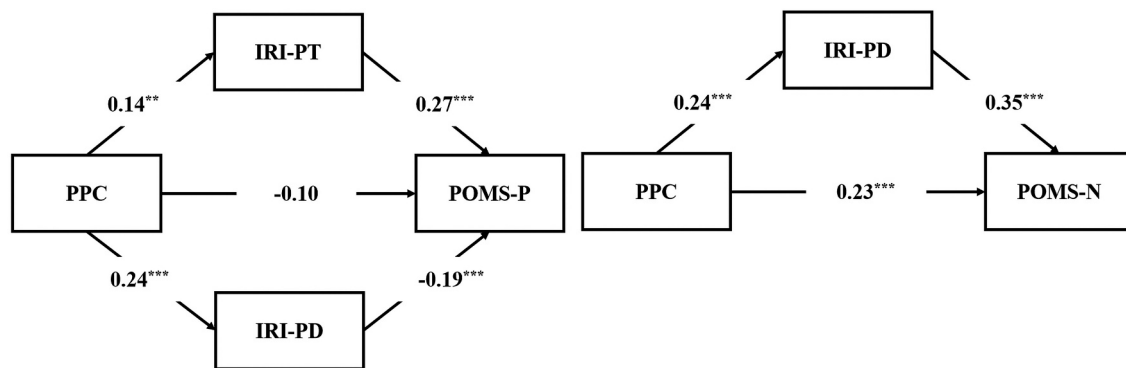 IRI-PT
0.14**
0.27***
PPC
-0.10
POMS-P
0.24***
-0.19***
IRI-PD
IRI-PD
0.24***
0.35***
PPC
0.23***
POMS-N